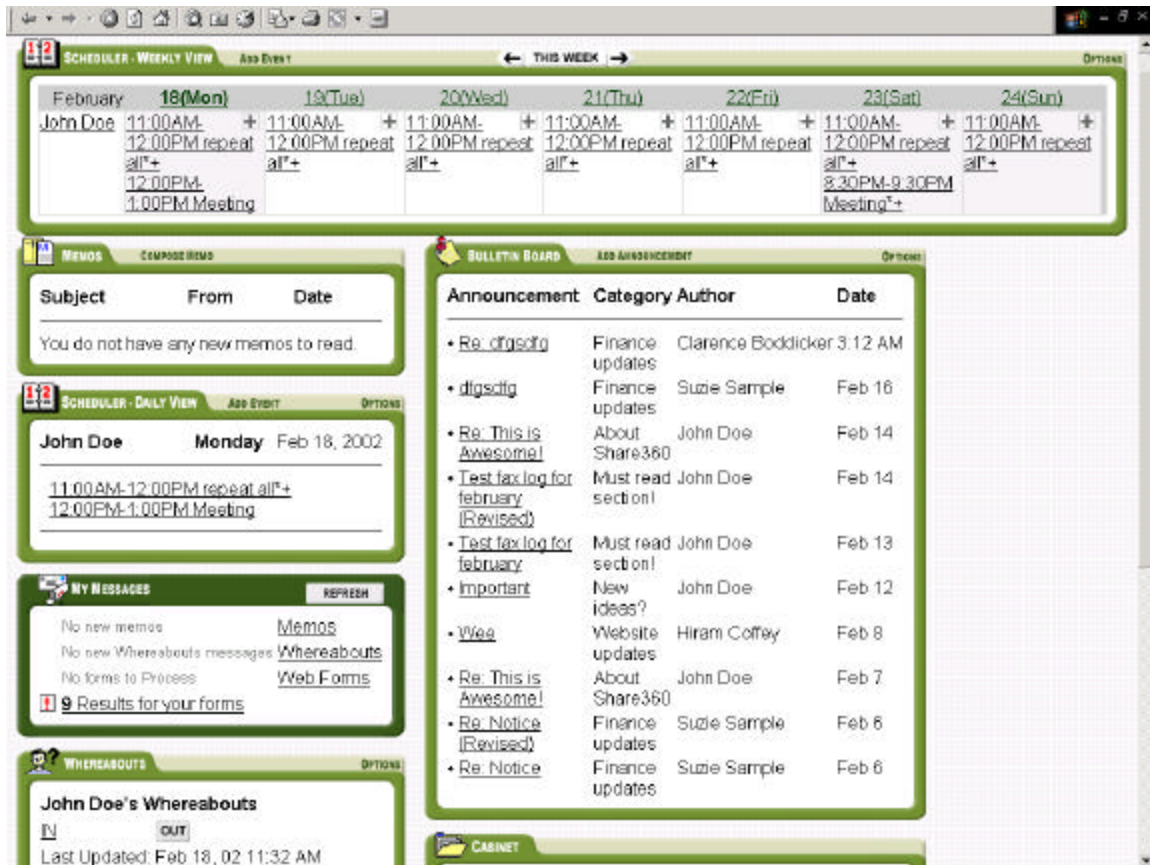 SCHEDULER - WEEKLY VIEW ADD EVENT THIS WEEK OPTIONS
February 18(Mon) 19(Tue) 20(Wed) 21(Thu) 22(Fri) 23(Sat) 24(Sun)
John Doe 11:00AM- + 11:00AM- + 11:00AM- + 11:00AM- + 11:00AM- + 11:00AM- + 11:00AM- +
12:00PM repeat 12:00PM repeat 12:00PM repeat 12:00PM repeat 12:00PM repeat 12:00PM repeat 12:00PM repeat
all*+ all*+ all*+ all*+ all*+ all*+ all*+
12:00PM- 8:30PM-9:30PM
1:00PM Meeting Meeting*+
MEMOS COMPOSE MEMO
Subject From Date
You do not have any new memos to read.
SCHEDULER - DAILY VIEW ADD EVENT OPTIONS
John Doe Monday Feb 18, 2002
11:00AM-12:00PM repeat all*+
12:00PM-1:00PM Meeting
MY MESSAGES REFRESH
No new memos Memos
No new Whereabouts messages Whereabouts
No forms to Process Web Forms
9 Results for your forms
WHEREABOUTS OPTIONS
John Doe's Whereabouts
IN OUT
Last Updated: Feb 18, 02 11:32 AM
BULLETIN BOARD ADD ANNOUNCEMENT OPTIONS
Announcement Category Author Date
• Re: dfgsdfg Finance Clarence Boddicker 3:12 AM
updates
• dfgsdfg Finance Suzie Sample Feb 16
updates
• Re: This is About John Doe Feb 14
Awesome! Share360
• Test fax log for Must read John Doe Feb 14
february section!
(Revised)
• Test fax log for Must read John Doe Feb 13
february section!
• Important New John Doe Feb 12
ideas?
• Wee Website Hiram Coffey Feb 8
updates
• Re: This is About John Doe Feb 7
Awesome! Share360
• Re: Notice Finance Suzie Sample Feb 6
(Revised) updates
• Re: Notice Finance Suzie Sample Feb 6
updates
CABINET